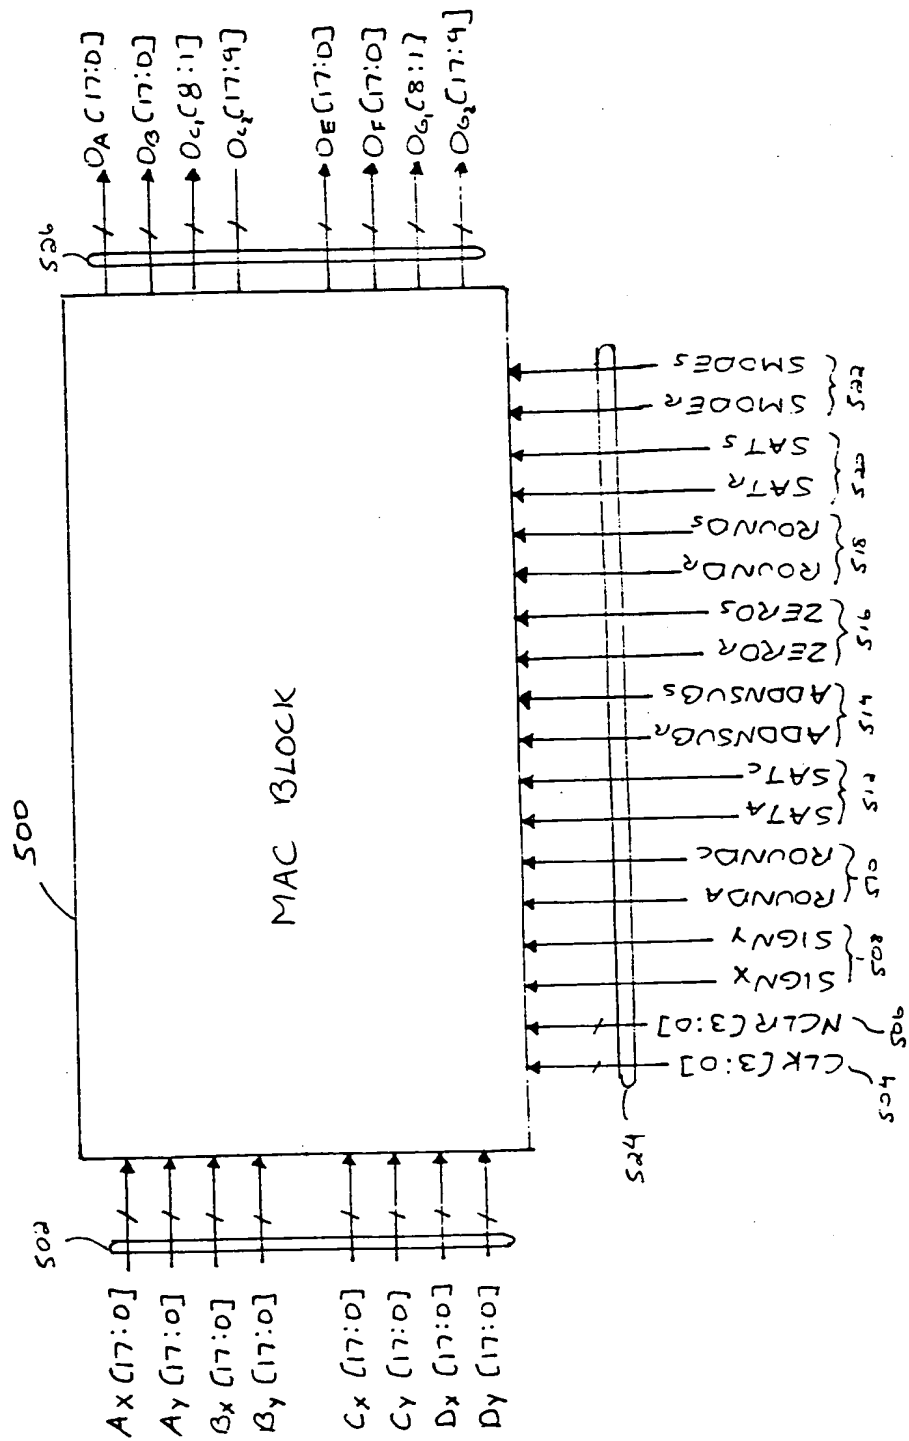 500
MAC BLOCK
502
Ax [17:0]
Ay [17:0]
Bx [17:0]
By [17:0]
Cx [17:0]
Cy [17:0]
Dx [17:0]
Dy [17:0]
526
OA [17:0]
OB [17:0]
OC1 [8:1]
OC2 [17:9]
OE [17:0]
OF [17:0]
OG1 [8:1]
OG2 [17:9]
524
CLK [3:0]
504
NCLR [3:0]
506
SIGNX
SIGNY
508
ROUNDA
ROUNDC
510
SATA
SATC
512
ADDNSUBR
ADDNSUBS
514
ZEROR
ZEROS
516
ROUNDR
ROUNDS
518
SATR
SATS
520
SMODER
SMODES
522